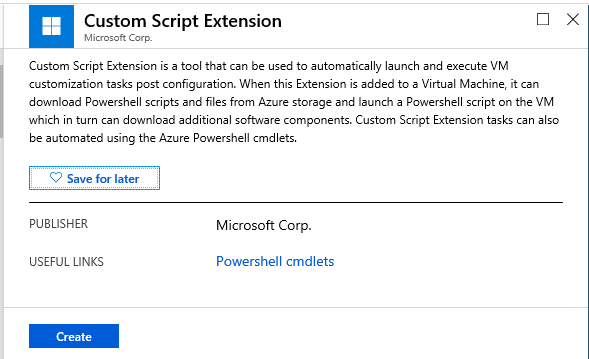 Custom Script Extension
Microsoft Corp.
Custom Script Extension is a tool that can be used to automatically launch and execute VM
customization tasks post configuration. When this Extension is added to a Virtual Machine, it can
download Powershell scripts and files from Azure storage and launch a Powershell script on the VM
which in turn can download additional software components. Custom Script Extension tasks can also
be automated using the Azure Powershell cmdlets.
Save for later
PUBLISHER Microsoft Corp.
USEFUL LINKS Powershell cmdlets
Create